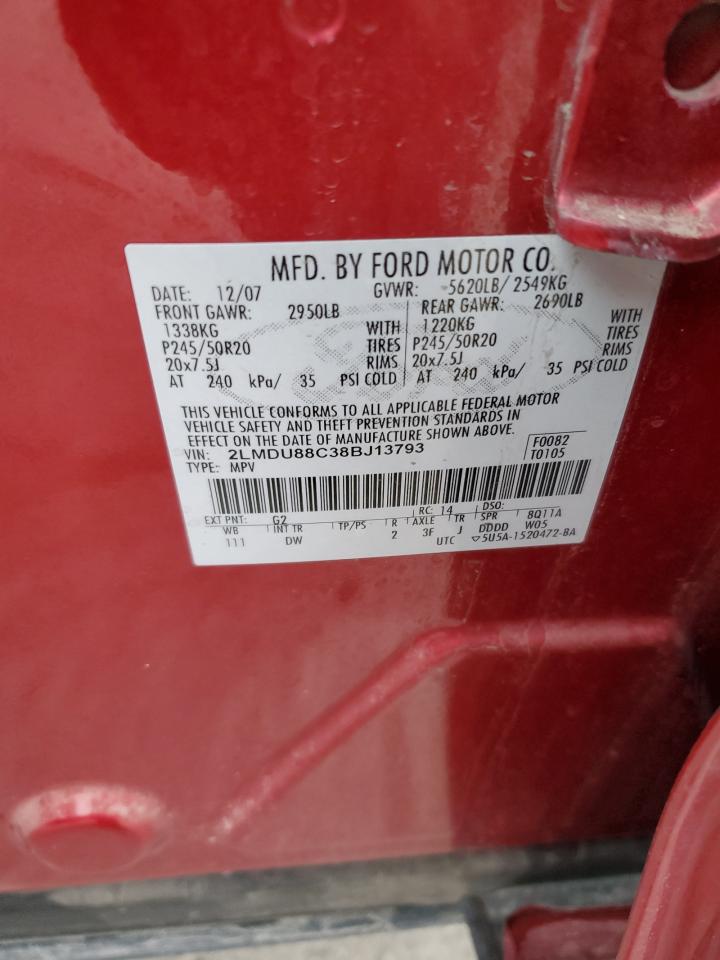 MFD. BY FORD MOTOR CO.
DATE: 12/07 GVWR: 5620LB/ 2549KG
FRONT GAWR: 2950LB REAR GAWR: 2690LB
1338KG WITH 1220KG WITH
P245/50R20 TIRES P245/50R20 TIRES
20x7.5J RIMS 20x7.5J RIMS
AT 240 kPa/ 35 PSI COLD AT 240 kPa/ 35 PSI COLD
THIS VEHICLE CONFORMS TO ALL APPLICABLE FEDERAL MOTOR
VEHICLE SAFETY AND THEFT PREVENTION STANDARDS IN
EFFECT ON THE DATE OF MANUFACTURE SHOWN ABOVE.
VIN: 2LMDU88C38BJ13793 F0082
TYPE: MPV T0105
EXT PNT: G2 RC: 14 DSO:
WB INT TR TP/PS R AXLE TR SPR 8Q11A
111 DW 2 3F J DDDD W05
UTC ▽5U5A-1520472-BA